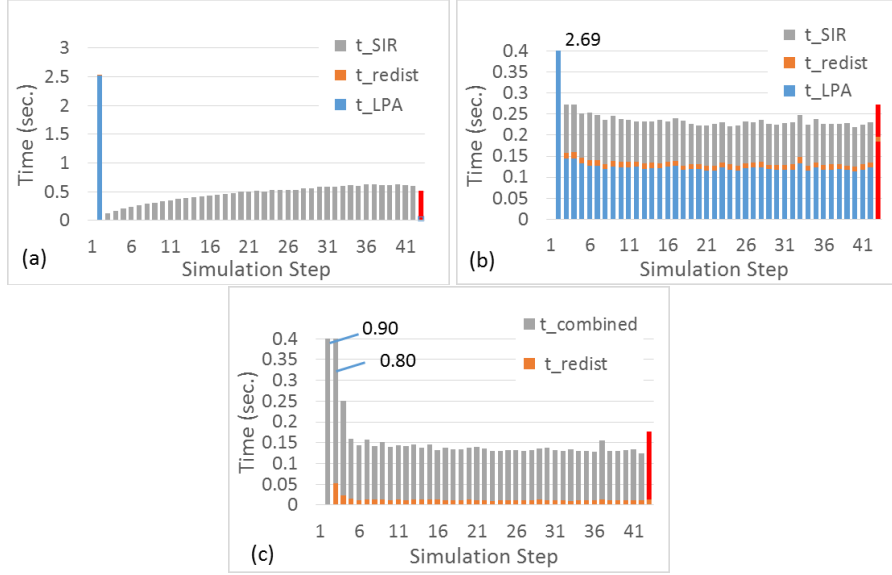 3
2.5
2
1.5
1
0.5
0
Time (sec.)
t_SIR
t_redist
t_LPA
1 6 11 16 21 26 31 36 41
Simulation Step
(a)
0.4
0.35
0.3
0.25
0.2
0.15
0.1
0.05
0
Time (sec.)
2.69
t_SIR
t_redist
t_LPA
1 6 11 16 21 26 31 36 41
Simulation Step
(b)
0.4
0.35
0.3
0.25
0.2
0.15
0.1
0.05
0
Time (sec.)
0.90
0.80
t_combined
t_redist
1 6 11 16 21 26 31 36 41
Simulation Step
(c)